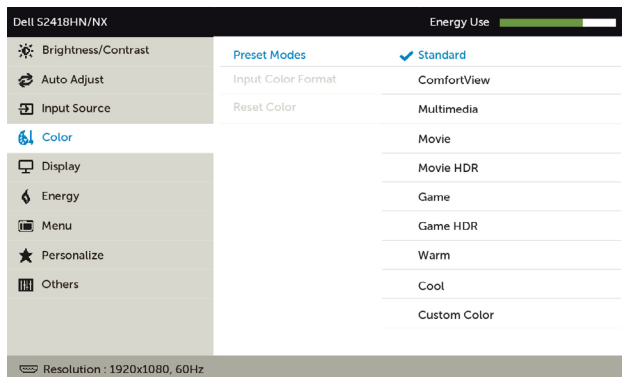 Dell S2418HN/NX
Energy Use
Brightness/Contrast
Auto Adjust
Input Source
Color
Display
Energy
Menu
Personalize
Others
Preset Modes
Input Color Format
Reset Color
Standard
ComfortView
Multimedia
Movie
Movie HDR
Game
Game HDR
Warm
Cool
Custom Color
Resolution : 1920x1080, 60Hz